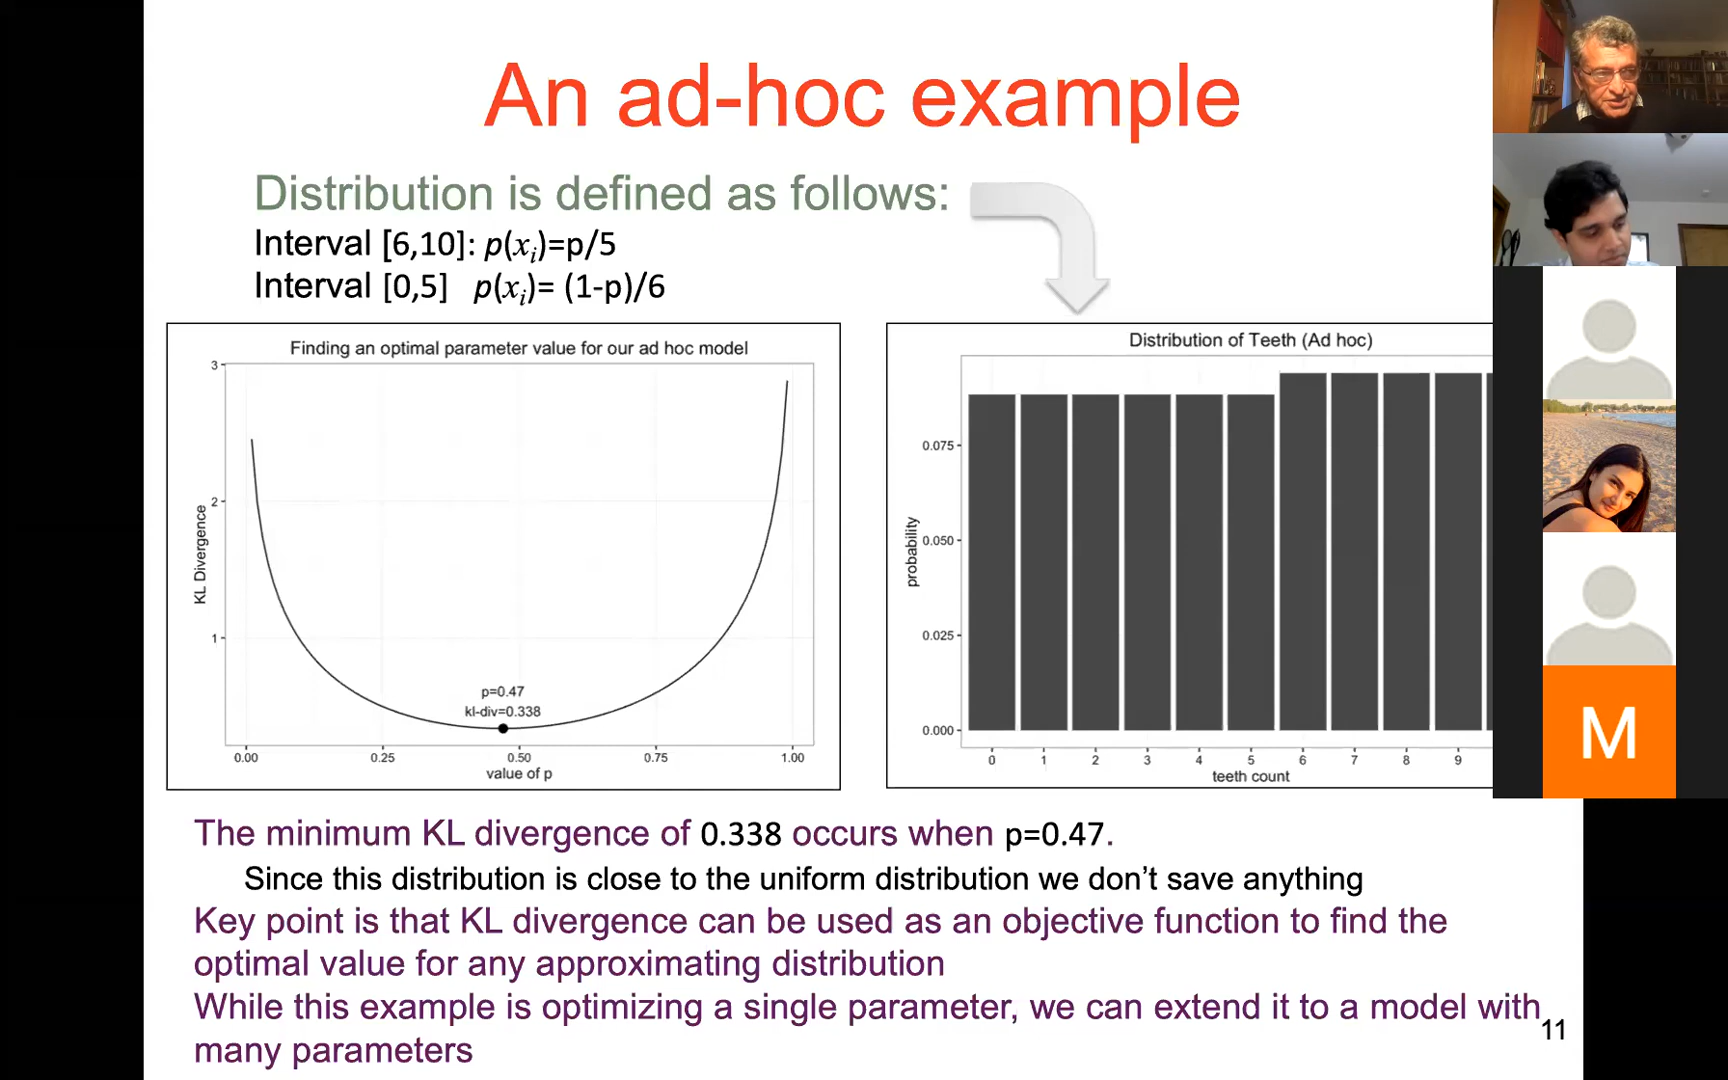 An ad-hoc example
Distribution is defined as follows:
Interval [6,10]: p(xi)=p/5
Interval [0,5] p(xi)= (1-p)/6
Finding an optimal parameter value for our ad hoc model
3
2
1
KL Divergence
p=0.47
kl-div=0.338
0.00 0.25 0.50 0.75 1.00
value of p
Distribution of Teeth (Ad hoc)
0.075
0.050
0.025
0.000
probability
0 1 2 3 4 5 6 7 8 9
teeth count
M
The minimum KL divergence of 0.338 occurs when p=0.47.
Since this distribution is close to the uniform distribution we don’t save anything
Key point is that KL divergence can be used as an objective function to find the
optimal value for any approximating distribution
While this example is optimizing a single parameter, we can extend it to a model with
many parameters
11